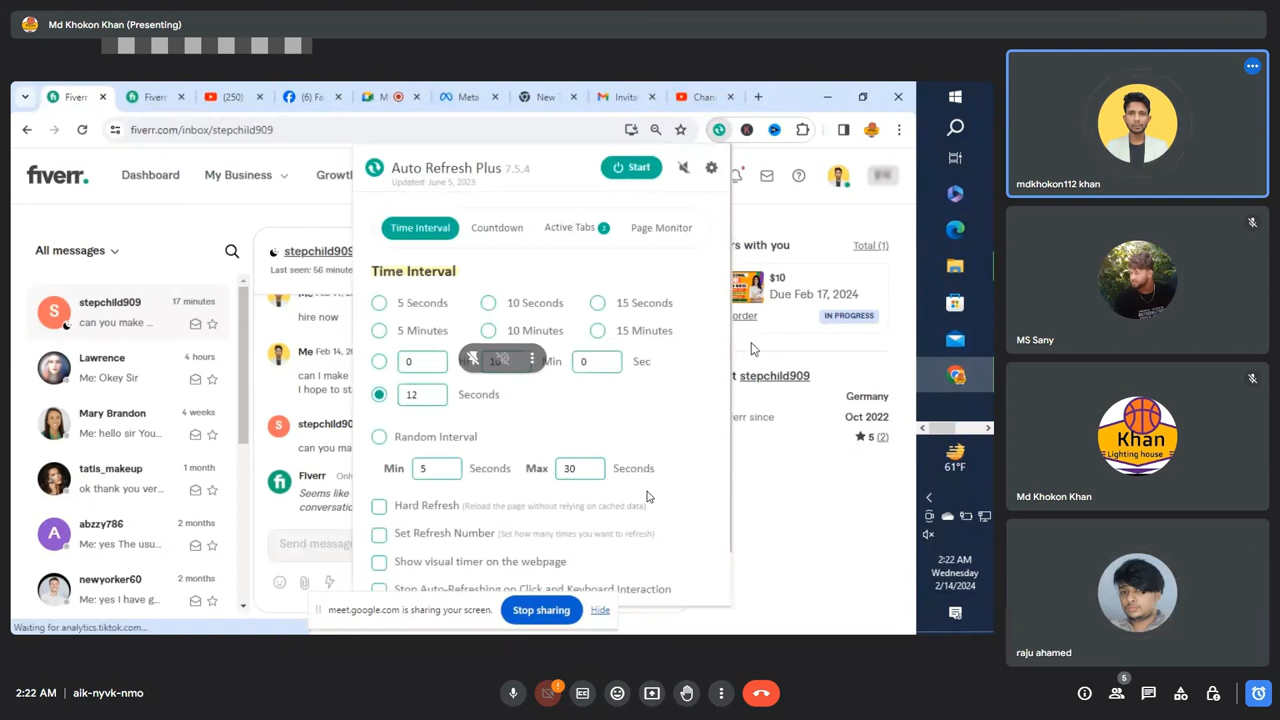 Md Khokon Khan (Presenting)
Fiverr
Fiverr
(250)
(6) Fa
M
Meta
New T
Invita
Chan
fiverr.com/inbox/stepchild909
fiverr.
Dashboard
My Business
Growt
Auto Refresh Plus 7.5.4
Updated: June 5, 2023
Start
Time Interval
Countdown
Active Tabs 2
Page Monitor
Time Interval
5 Seconds
10 Seconds
15 Seconds
5 Minutes
10 Minutes
15 Minutes
0
10
Min
0
Sec
12
Seconds
Random Interval
Min
5
Seconds
Max
30
Seconds
Hard Refresh (Reload the page without relying on cached data)
Set Refresh Number (Set how many times you want to refresh)
Show visual timer on the webpage
Stop Auto-Refreshing on Click and Keyboard Interaction
All messages
S
stepchild909
17 minutes
can you make ...
Lawrence
4 hours
Me: Okey Sir
Mary Brandon
4 weeks
Me: hello sir You...
tatis_makeup
1 month
ok thank you ver...
A
abzzy786
2 months
Me: yes The usu...
newyorker60
2 months
Me: yes I have g...
stepchild909
Last seen: 56 minute
hire now
Me
Feb 14,
can I make
I hope to s
S
stepchild90
can you ma
fi
Fiverr
Onl
Seems like
conversatio
Send messag
rs with you
Total (1)
$10
Due Feb 17, 2024
order
IN PROGRESS
t stepchild909
Germany
err since
Oct 2022
5 (2)
meet.google.com is sharing your screen.
Stop sharing
Hide
Waiting for analytics.tiktok.com...
61°F
2:22 AM
Wednesday
2/14/2024
mdkhokon112 khan
MS Sany
Khan
Lighting house
Md Khokon Khan
raju ahamed
2:22 AM
aik-nyvk-nmo
5